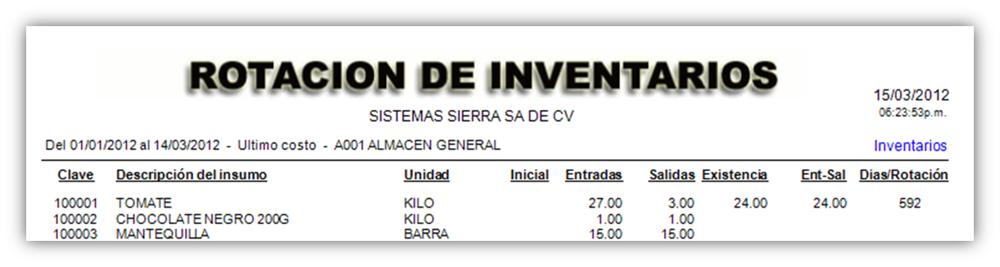 ROTACION DE INVENTARIOS
15/03/2012
SISTEMAS SIERRA SA DE CV
06:23:53p.m.
Del 01/01/2012 al 14/03/2012 - Ultimo costo - A001 ALMACEN GENERAL
Inventarios
Clave Descripción del insumo Unidad Inicial Entradas Salidas Existencia Ent-Sal Dias/Rotación
100001 TOMATE KILO 27.00 3.00 24.00 24.00 592
100002 CHOCOLATE NEGRO 200G KILO 1.00 1.00
100003 MANTEQUILLA BARRA 15.00 15.00